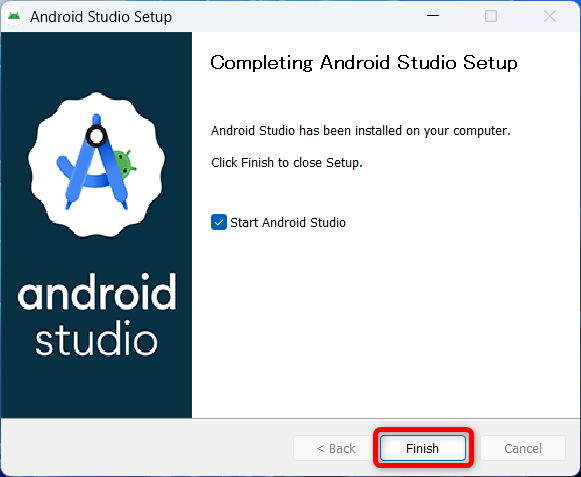 Android Studio Setup
Completing Android Studio Setup
Android Studio has been installed on your computer.
Click Finish to close Setup.
Start Android Studio
android
studio
< Back
Finish
Cancel